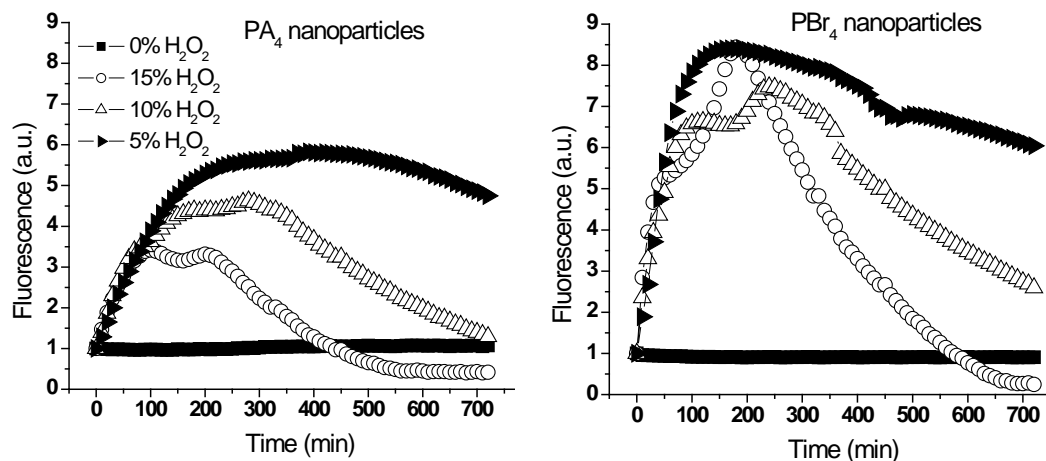 PA4 nanoparticles
0% H2O2
15% H2O2
10% H2O2
5% H2O2
Fluorescence (a.u.)
9
8
7
6
5
4
3
2
1
0
0 100 200 300 400 500 600 700
Time (min)
PBr4 nanoparticles
Fluorescence (a.u.)
9
8
7
6
5
4
3
2
1
0
0 100 200 300 400 500 600 700
Time (min)